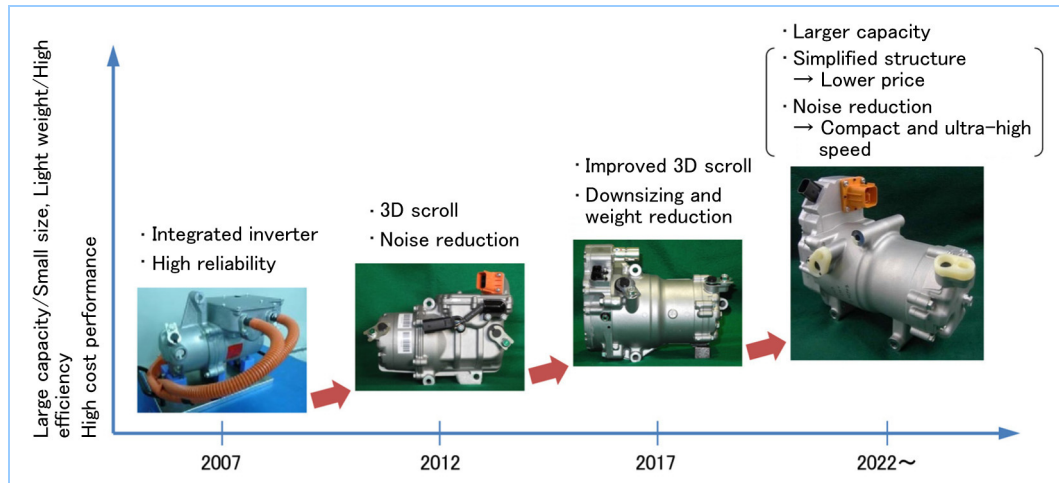 Large capacity/Small size, Light weight/High
efficiency
High cost performance
・Integrated inverter
・High reliability
・3D scroll
・Noise reduction
・Improved 3D scroll
・Downsizing and
weight reduction
・Larger capacity
・Simplified structure
→ Lower price
・Noise reduction
→ Compact and ultra-high
speed
2007
2012
2017
2022～